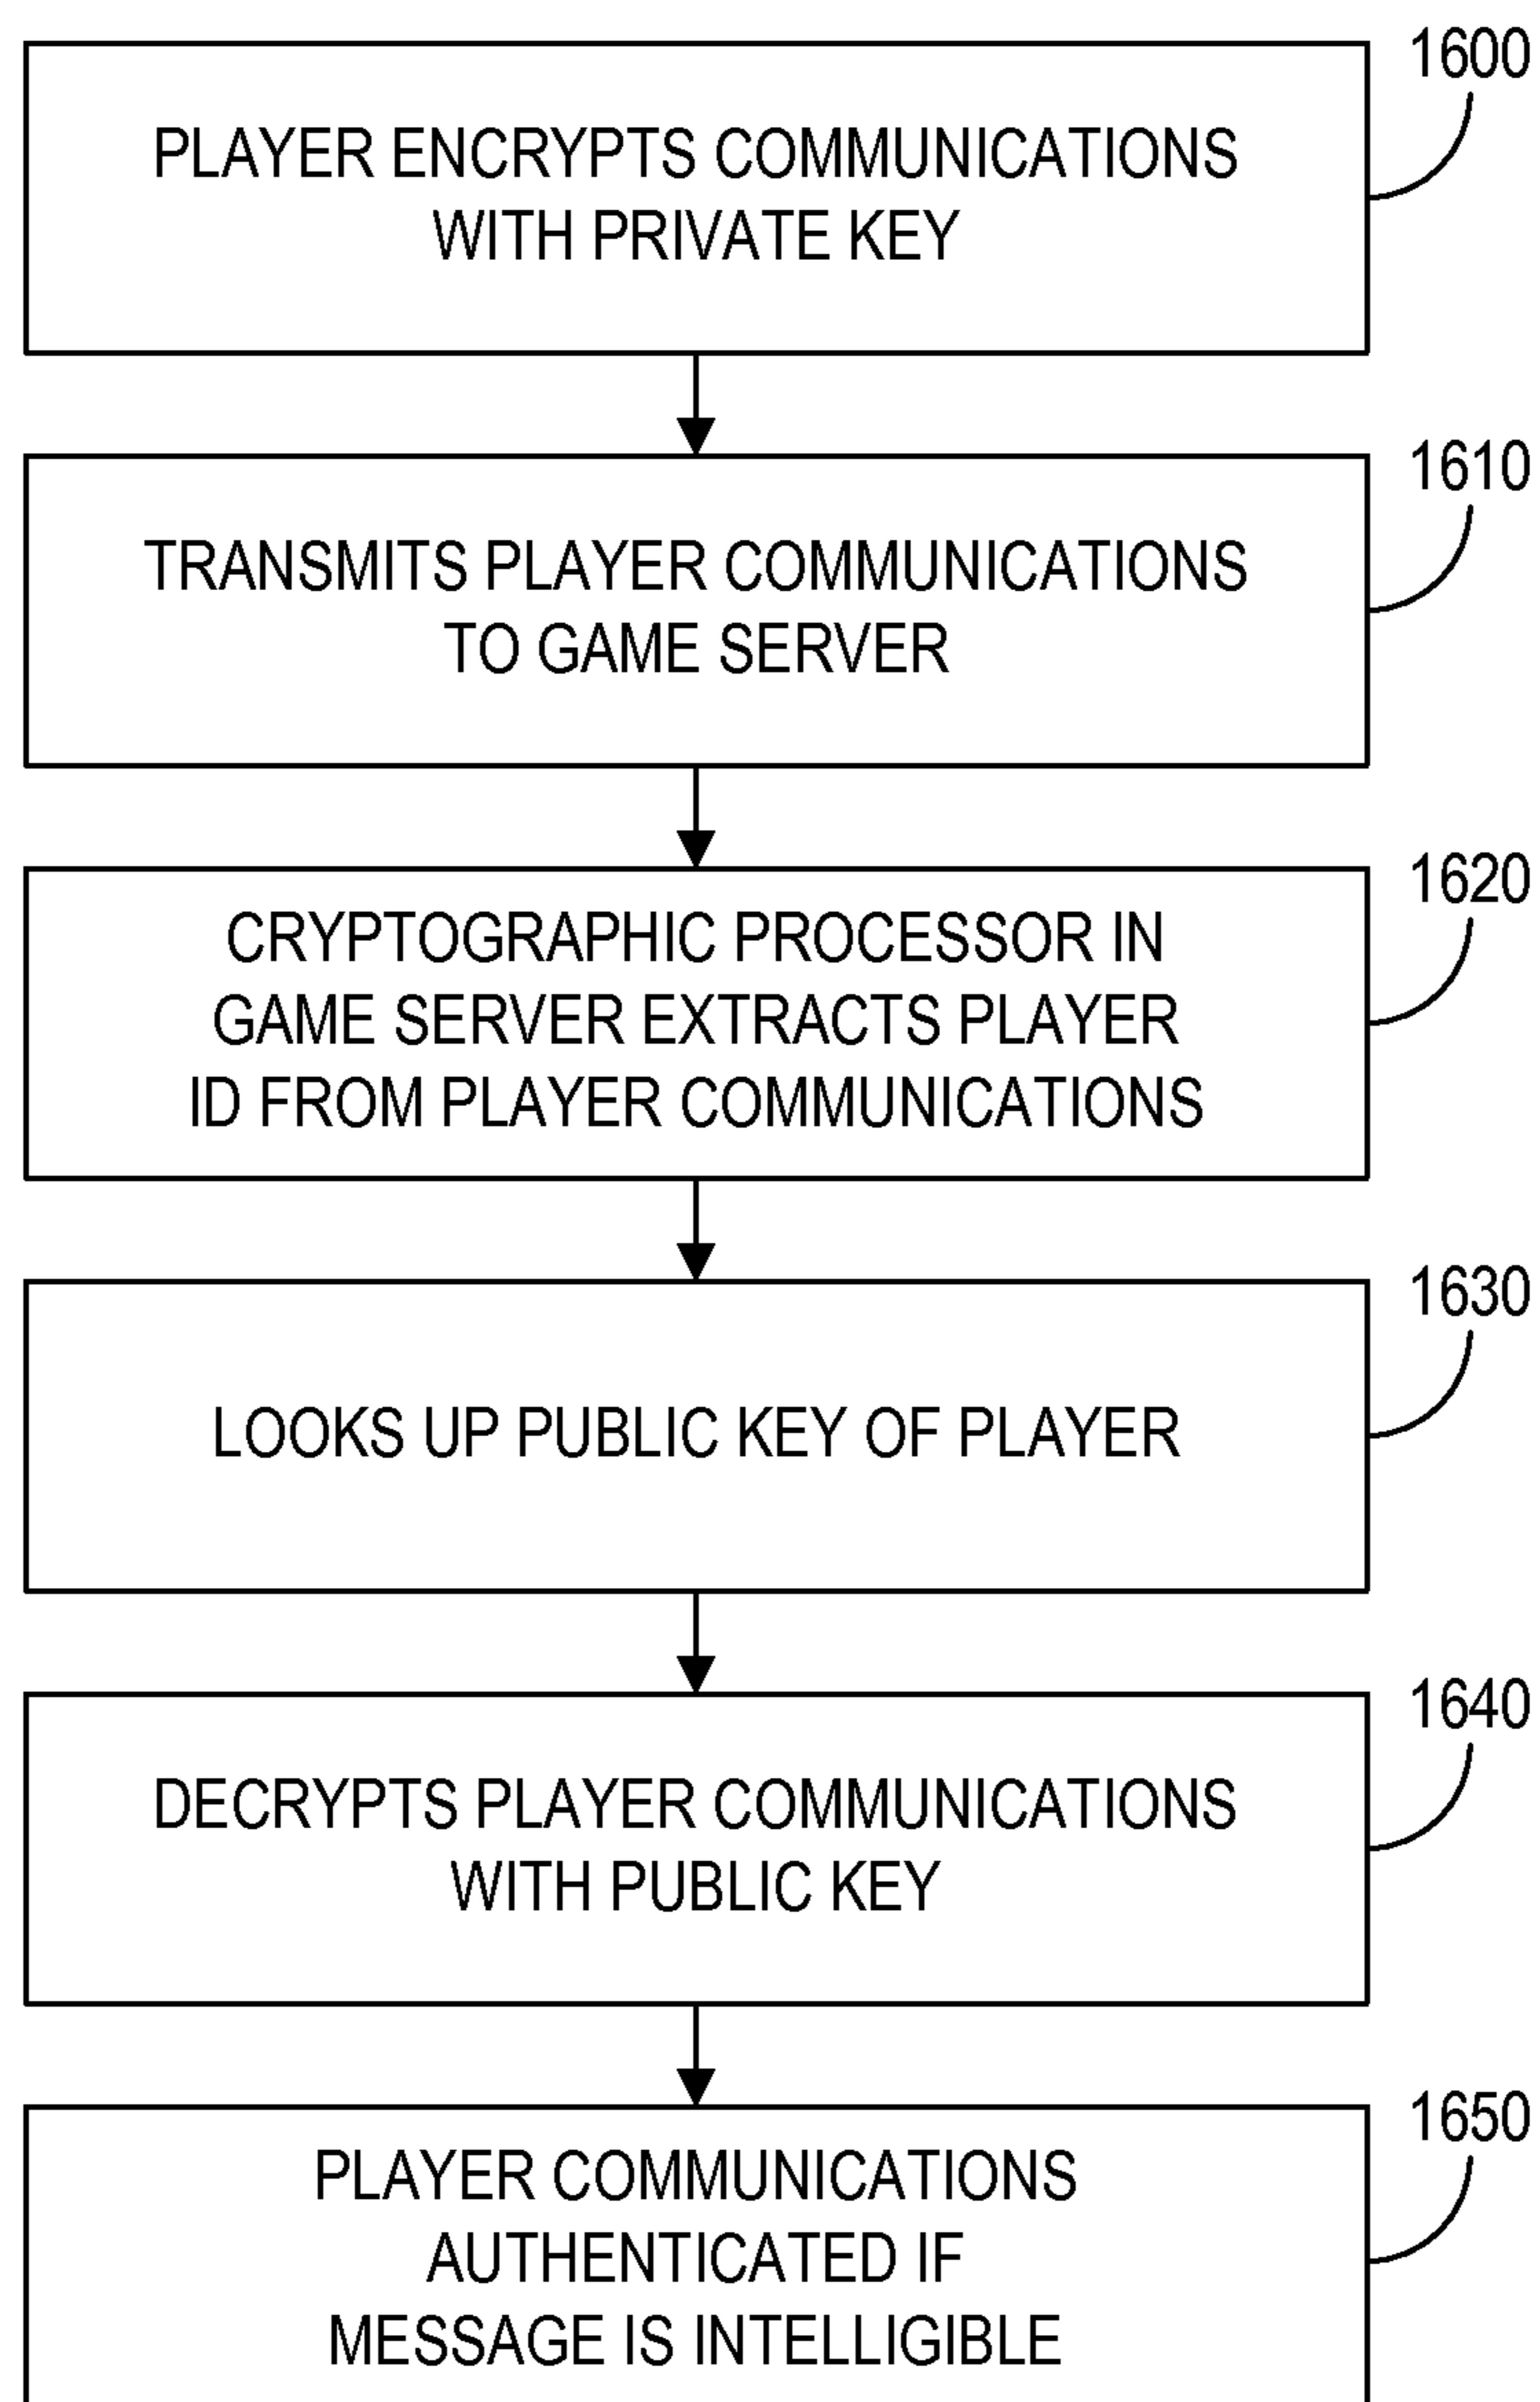 1600
PLAYER ENCRYPTS COMMUNICATIONS
WITH PRIVATE KEY
1610
TRANSMITS PLAYER COMMUNICATIONS
TO GAME SERVER
1620
CRYPTOGRAPHIC PROCESSOR IN
GAME SERVER EXTRACTS PLAYER
ID FROM PLAYER COMMUNICATIONS
1630
LOOKS UP PUBLIC KEY OF PLAYER
1640
DECRYPTS PLAYER COMMUNICATIONS
WITH PUBLIC KEY
1650
PLAYER COMMUNICATIONS
AUTHENTICATED IF
MESSAGE IS INTELLIGIBLE